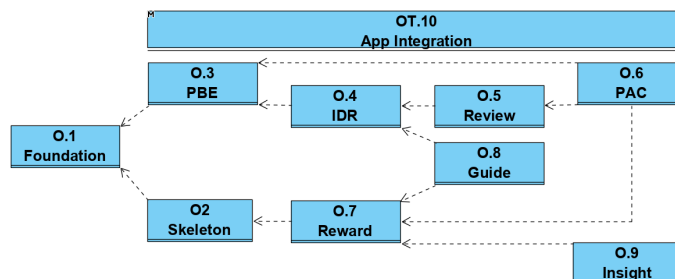 M
OT.10
App Integration
O.3
PBE
O.6
PAC
O.4
IDR
O.5
Review
O.1
Foundation
O.8
Guide
O2
Skeleton
O.7
Reward
O.9
Insight